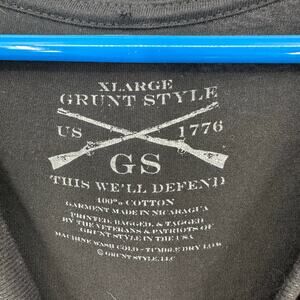 XLARGE
GRUNT STYLE
US 1776
GS
THIS WE'LL DEFEND
100% COTTON
GARMENT MADE IN NICARAGUA
PRINTED, BAGGED, & TAGGED
BY THE VETERANS & PATRIOTS OF
GRUNT STYLE IN THE USA
MACHINE WASH COLD - TUMBLE DRY LOW
© GRUNT STYLE, LLC